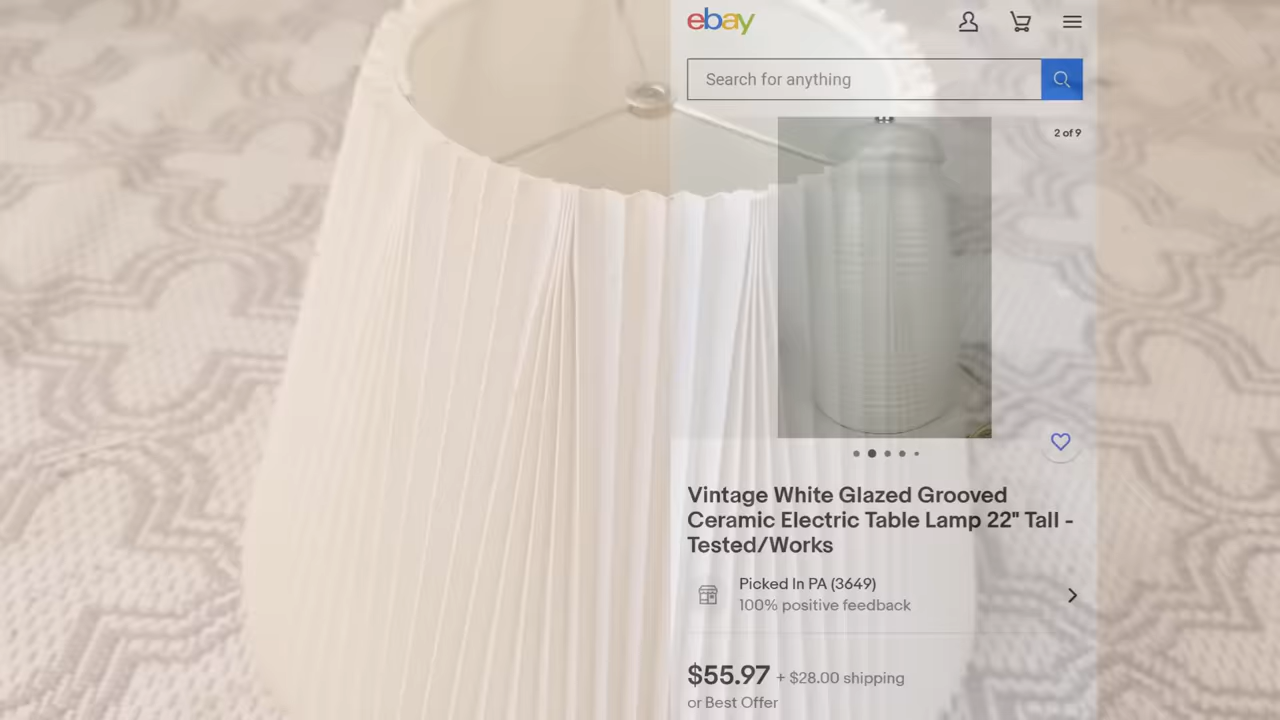 ebay
Search for anything
2 of 9
Vintage White Glazed Grooved
Ceramic Electric Table Lamp 22" Tall -
Tested/Works
Picked In PA (3649)
100% positive feedback
$55.97 + $28.00 shipping
or Best Offer